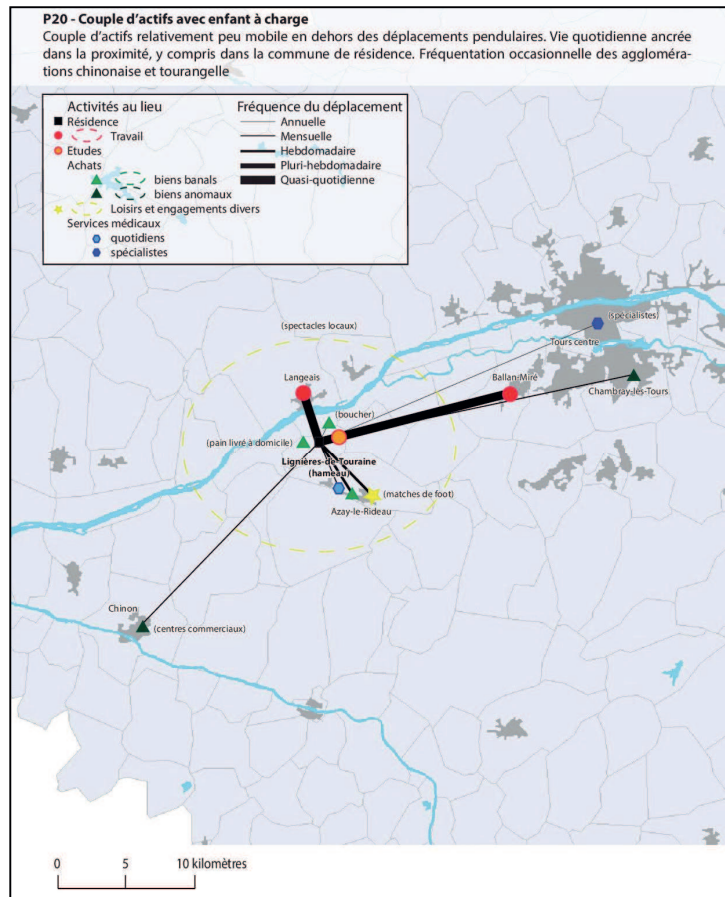 P20 - Couple d'actifs avec enfant à charge
Couple d'actifs relativement peu mobile en dehors des déplacements pendulaires. Vie quotidienne ancrée
dans la proximité, y compris dans la commune de résidence. Fréquentation occasionnelle des aggloméra-
tions chinonaise et tourangelle
Activités au lieu
Résidence
Travail
Etudes
Achats
biens banals
biens anomaux
Loisirs et engagements divers
Services médicaux
quotidiens
spécialistes
Fréquence du déplacement
Annuelle
Mensuelle
Hebdomadaire
Pluri-hebdomadaire
Quasi-quotidienne
(spécialistes)
(spectacles locaux)
Tours centre
Langeais
Ballan-Miré
Chambray-les-Tours
(boucher)
(pain livré à domicile)
Lignières-de-Touraine
(hameau)
(matches de foot)
Azay-le-Rideau
Chinon
(centres commerciaux)
0 5 10 kilomètres